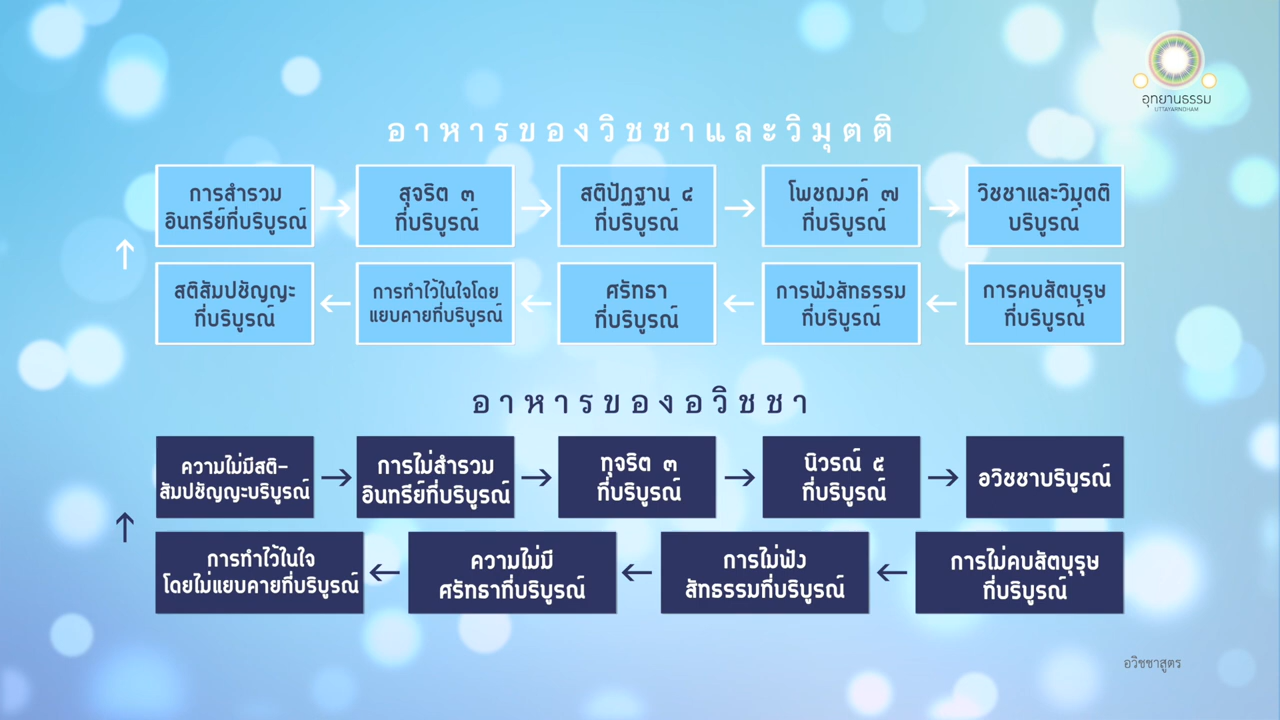 อุทยานธรรม
UTTAYARNDHAM
อาหารของวิชชาและวิมุตติ
การสำรวม
อินทรีย์ที่บริบูรณ์
สุจริต ๓
ที่บริบูรณ์
สติปัฏฐาน ๔
ที่บริบูรณ์
โพชฌงค์ ๗
ที่บริบูรณ์
วิชชาและวิมุตติ
บริบูรณ์
สติสัมปชัญญะ
ที่บริบูรณ์
การทำไว้ในใจโดย
แยบคายที่บริบูรณ์
ศรัทธา
ที่บริบูรณ์
การฟังสัทธรรม
ที่บริบูรณ์
การคบสัตบุรุษ
ที่บริบูรณ์
อาหารของอวิชชา
ความไม่มีสติ-
สัมปชัญญะบริบูรณ์
การไม่สำรวม
อินทรีย์ที่บริบูรณ์
ทุจริต ๓
ที่บริบูรณ์
นิวรณ์ ๕
ที่บริบูรณ์
อวิชชาบริบูรณ์
การทำไว้ในใจ
โดยไม่แยบคายที่บริบูรณ์
ความไม่มี
ศรัทธาที่บริบูรณ์
การไม่ฟัง
สัทธรรมที่บริบูรณ์
การไม่คบสัตบุรุษ
ที่บริบูรณ์
อวิชชาสูตร